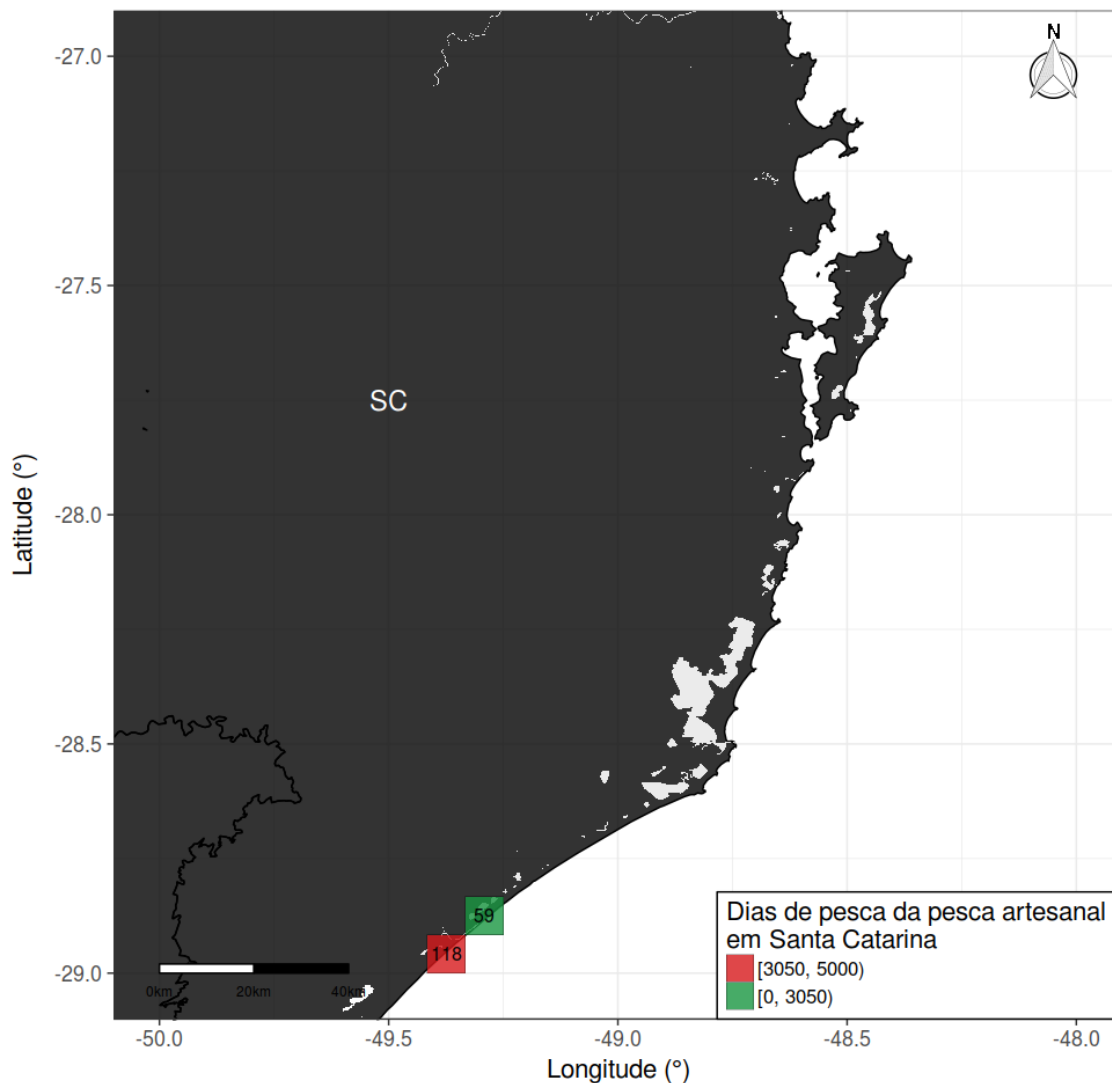 N
-27.0
-27.5
SC
Latitude (°)
-28.0
-28.5
59
118
-29.0
0km 20km 40km
Dias de pesca da pesca artesanal
em Santa Catarina
[3050, 5000)
[0, 3050)
-50.0 -49.5 -49.0 -48.5 -48.0
Longitude (°)